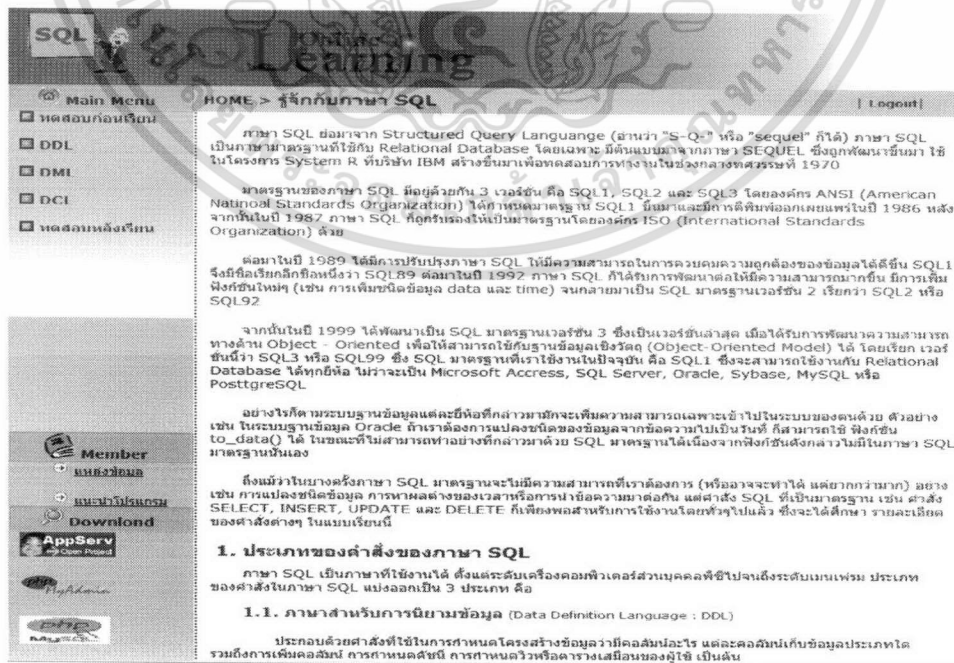 SQL
Online
Learning
Main Menu
ทดสอบก่อนเรียน
DDL
DML
DCL
ทดสอบหลังเรียน
Member
แหล่งข้อมูล
แนะนำโปรแกรม
Downlond
AppServ
Open Project
php
MyAdmin
php
MySQL
HOME > รู้จักกับภาษา SQL
| Logout|
ภาษา SQL ย่อมาจาก Structured Query Languange (อ่านว่า "S-Q-" หรือ "sequel" ก็ได้) ภาษา SQL
เป็นภาษามาตรฐานที่ใช้กับ Relational Database โดยเฉพาะ มีต้นแบบมาจากภาษา SEQUEL ซึ่งถูกพัฒนาขึ้นมา ใช้
ในโครงการ System R ที่บริษัท IBM สร้างขึ้นมาเพื่อทดสอบการทำงานในช่วงกลางทศวรรษที่ 1970
มาตรฐานของภาษา SQL มีอยู่ด้วยกัน 3 เวอร์ชัน คือ SQL1, SQL2 และ SQL3 โดยองค์กร ANSI (American
Natinoal Standards Organization) ได้กำหนดมาตรฐาน SQL1 ขึ้นมาและมีการตีพิมพ์ออกเผยแพร่ในปี 1986 หลัง
จากนั้นในปี 1987 ภาษา SQL ก็ถูกรับรองให้เป็นมาตรฐานโดยองค์กร ISO (International Standards
Organization) ด้วย
ต่อมาในปี 1989 ได้มีการปรับปรุงภาษา SQL ให้มีความสามารถในการควบคุมความถูกต้องของข้อมูลได้ดีขึ้น SQL1
จึงมีชื่อเรียกอีกชื่อหนึ่งว่า SQL89 ต่อมาในปี 1992 ภาษา SQL ก็ได้รับการพัฒนาต่อให้มีความสามารถมากขึ้น มีการเพิ่ม
ฟังก์ชันใหม่ๆ (เช่น การเพิ่มชนิดข้อมูล data และ time) จนกลายมาเป็น SQL มาตรฐานเวอร์ชัน 2 เรียกว่า SQL2 หรือ
SQL92
จากนั้นในปี 1999 ได้พัฒนาเป็น SQL มาตรฐานเวอร์ชัน 3 ซึ่งเป็นเวอร์ชันล่าสุด เมื่อได้รับการพัฒนาความสามารถ
ทางด้าน Object - Oriented เพื่อให้สามารถใช้กับฐานข้อมูลเชิงวัตถุ (Object-Oriented Model) ได้ โดยเรียก เวอร์
ชันนี้ว่า SQL3 หรือ SQL99 ซึ่ง SQL มาตรฐานที่เราใช้งานในปัจจุบัน คือ SQL1 ซึ่งจะสามารถใช้งานกับ Relational
Database ได้ทุกยี่ห้อ ไม่ว่าจะเป็น Microsoft Accress, SQL Server, Oracle, Sybase, MySQL หรือ
PosttgreSQL
อย่างไรก็ตามระบบฐานข้อมูลแต่ละยี่ห้อที่กล่าวมามักจะเพิ่มความสามารถเฉพาะเข้าไปในระบบของตนด้วย ตัวอย่าง
เช่น ในระบบฐานข้อมูล Oracle ถ้าเราต้องการแปลงชนิดของข้อมูลจากข้อความไปเป็นวันที่ ก็สามารถใช้ ฟังก์ชัน
to_data() ได้ ในขณะที่ไม่สามารถทำอย่างที่กล่าวมาด้วย SQL มาตรฐานได้เนื่องจากฟังก์ชันดังกล่าวไม่มีในภาษา SQL
มาตรฐานนั่นเอง
ถึงแม้ว่าในบางครั้งภาษา SQL มาตรฐานจะไม่มีความสามารถที่เราต้องการ (หรืออาจจะทำได้ แต่ยากกว่ามาก) อย่าง
เช่น การแปลงชนิดข้อมูล การหาผลต่างของเวลาหรือการนำข้อความมาต่อกัน แต่คำสั่ง SQL ที่เป็นมาตรฐาน เช่น คำสั่ง
SELECT, INSERT, UPDATE และ DELETE ก็เพียงพอสำหรับการใช้งานโดยทั่วๆไปแล้ว ซึ่งจะได้ศึกษา รายละเอียด
ของคำสั่งต่างๆ ในแบบเรียนนี้
1. ประเภทของคำสั่งของภาษา SQL
ภาษา SQL เป็นภาษาที่ใช้งานได้ ตั้งแต่ระดับเครื่องคอมพิวเตอร์ส่วนบุคคลพีซีไปจนถึงระดับเมนเฟรม ประเภท
ของคำสั่งในภาษา SQL แบ่งออกเป็น 3 ประเภท คือ
1.1. ภาษาสำหรับการนิยามข้อมูล (Data Definition Language : DDL)
ประกอบด้วยคำสั่งที่ใช้ในการกำหนดโครงสร้างข้อมูลว่ามีคอลัมน์อะไร แต่ละคอลัมน์เก็บข้อมูลประเภทใด
รวมถึงการเพิ่มคอลัมน์ การกำหนดดัชนี การกำหนดวิวหรือตารางเสมือนของผู้ใช้ เป็นต้น